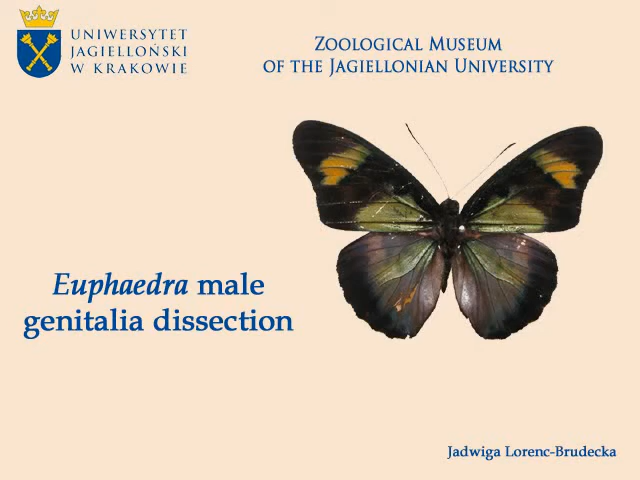 UNIWERSYTET
JAGIELLOŃSKI
W KRAKOWIE
ZOOLOGICAL MUSEUM
OF THE JAGIELLONIAN UNIVERSITY
Euphaedra male
genitalia dissection
Jadwiga Lorenc-Brudecka